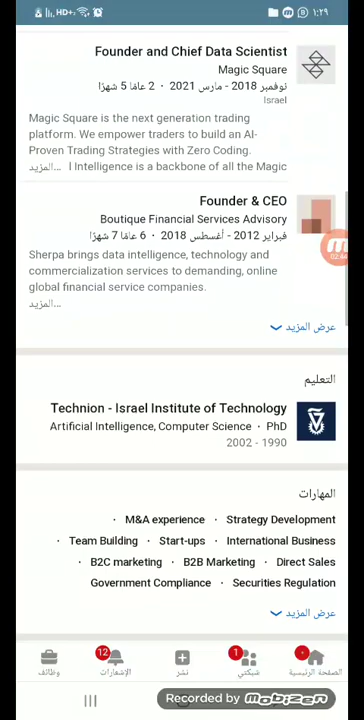 HD+
1:٢٩
Founder and Chief Data Scientist
Magic Square
نوفمبر 2018 - مارس 2021 · 2 عامًا 5 شهرًا
Israel
Magic Square is the next generation trading
platform. We empower traders to build an AI-
Proven Trading Strategies with Zero Coding.
l Intelligence is a backbone of all the Magic ...المزيد
Founder & CEO
Boutique Financial Services Advisory
فبراير 2012 - أغسطس 2018 · 6 عامًا 7 شهرًا
Sherpa brings data intelligence, technology and
commercialization services to demanding, online
global financial service companies.
...المزيد
02:44
عرض المزيد
التعليم
Technion - Israel Institute of Technology
Artificial Intelligence, Computer Science · PhD
1990 - 2002
المهارات
Strategy Development · M&A experience ·
International Business · Start-ups · Team Building ·
Direct Sales · B2B Marketing · B2C marketing ·
Securities Regulation · Government Compliance
عرض المزيد
1
12
الصفحة الرئيسية
شبكتي
نشر
الإشعارات
وظائف
Recorded by mobizen